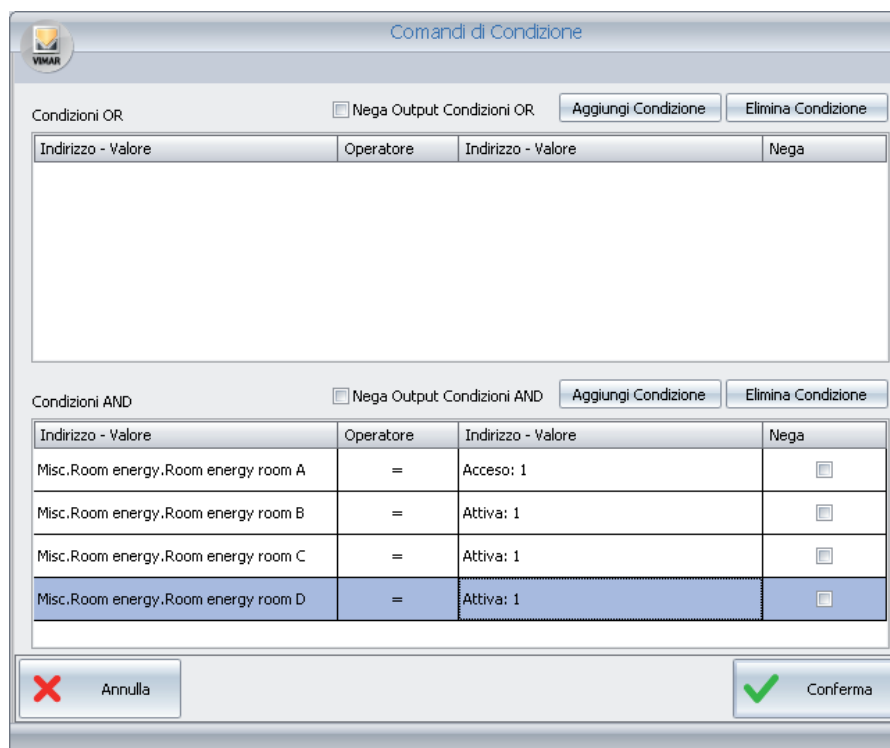 Comandi di Condizione
VIMAR
Condizioni OR Nega Output Condizioni OR Aggiungi Condizione Elimina Condizione
Indirizzo - Valore Operatore Indirizzo - Valore Nega
Condizioni AND Nega Output Condizioni AND Aggiungi Condizione Elimina Condizione
Indirizzo - Valore Operatore Indirizzo - Valore Nega
Misc.Room energy.Room energy room A = Acceso: 1
Misc.Room energy.Room energy room B = Attiva: 1
Misc.Room energy.Room energy room C = Attiva: 1
Misc.Room energy.Room energy room D = Attiva: 1
Annulla Conferma